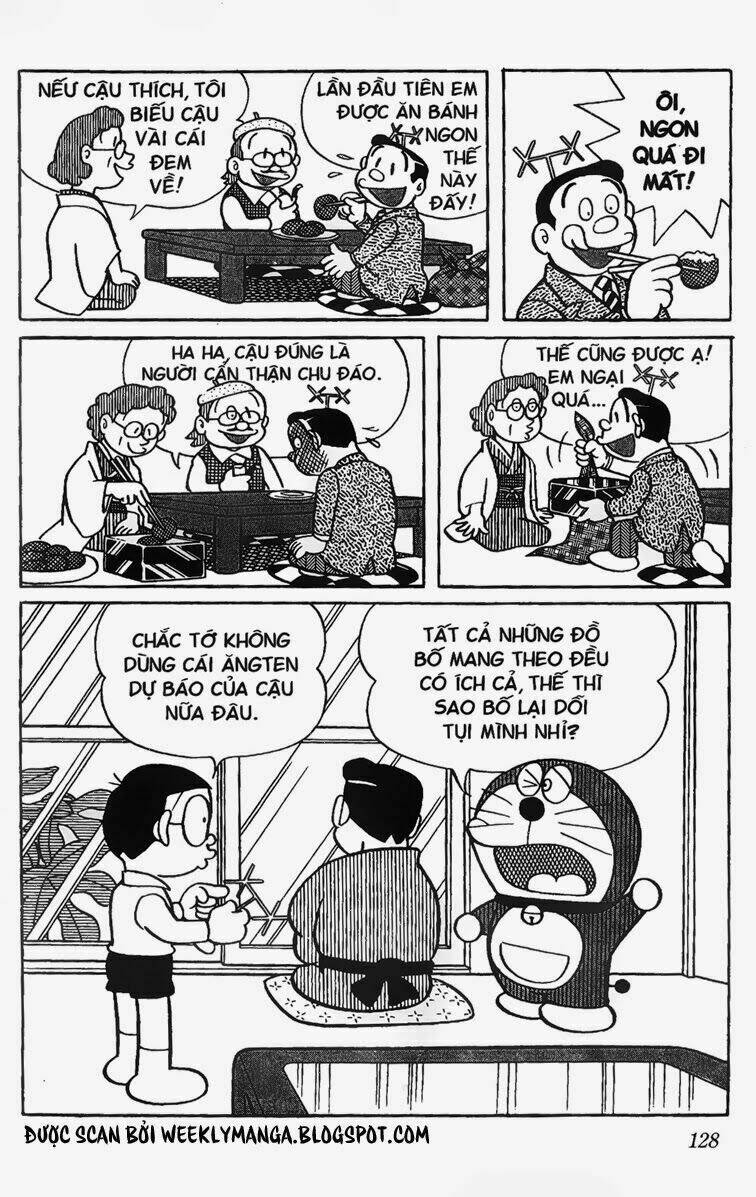 NẾU CẬU THÍCH, TÔI
BIẾU CẬU
VÀI CÁI
ĐEM
VỀ!
LẦN ĐẦU TIÊN EM
ĐƯỢC ĂN BÁNH
NGON
THẾ
NÀY
ĐẤY!
ÔI,
NGON
QUÁ ĐI
MẤT!
HA HA, CẬU ĐÚNG LÀ
NGƯỜI CẨN THẬN CHU ĐÁO.
THẾ CŨNG ĐƯỢC Ạ!
EM NGẠI
QUÁ...
CHẮC TỚ KHÔNG
DÙNG CÁI ĂNGTEN
DỰ BÁO CỦA CẬU
NỮA ĐÂU.
TẤT CẢ NHỮNG ĐỒ
BỐ MANG THEO ĐỀU
CÓ ÍCH CẢ, THẾ THÌ
SAO BỐ LẠI DỖI
TỤI MÌNH NHỈ?
ĐƯỢC SCAN BỞI WEEKLYMANGA.BLOGSPOT.COM
128